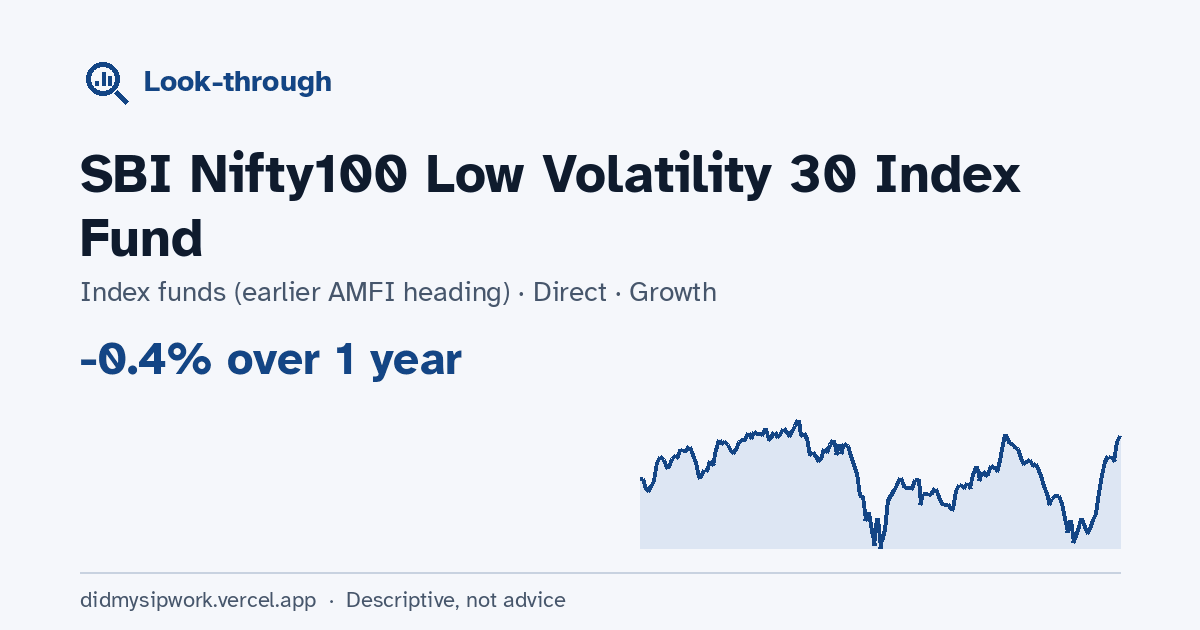 Look-through
SBI Nifty100 Low Volatility 30 Index
Fund
Index funds (earlier AMFI heading) · Direct · Growth
-0.4% over 1 year
didmysipwork.vercel.app · Descriptive, not advice